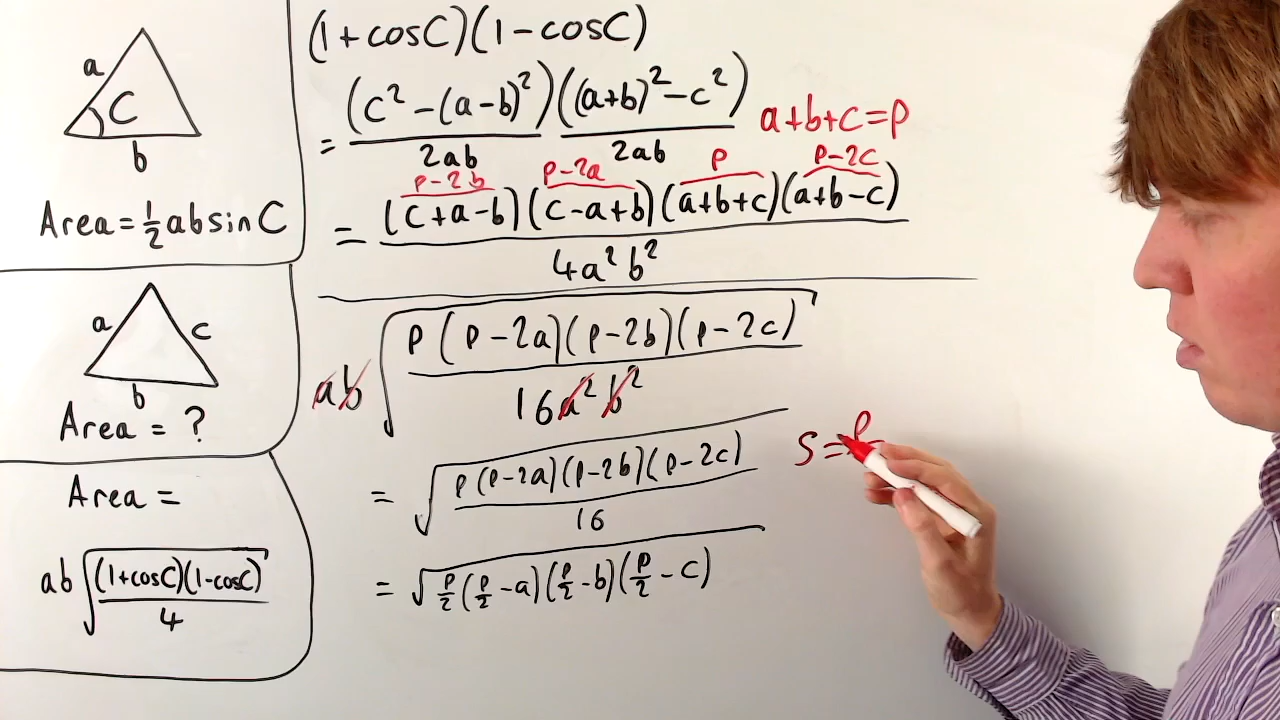 a
C
b
Area = ½ab sin C
a
c
b
Area = ?
Area =
ab√((1+cosC)(1-cosC)/4)
(1+cosC)(1-cosC)
= (c²-(a-b)²)/2ab ((a+b)²-c²)/2ab
a+b+c=p
p-2b p-2a p p-2c
= (c+a-b)(c-a+b)(a+b+c)(a+b-c)/4a²b²
ab√(p(p-2a)(p-2b)(p-2c)/16a²b²)
= √(p(p-2a)(p-2b)(p-2c)/16)
S=p
= √(p/2(p/2-a)(p/2-b)(p/2-c))